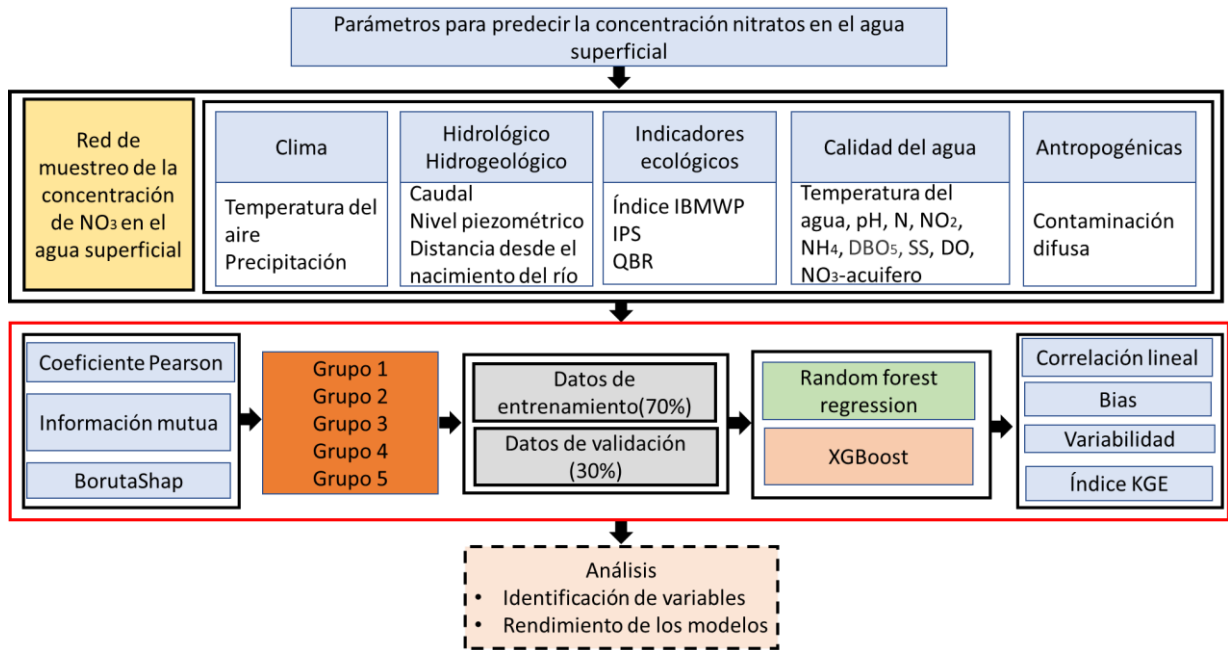 Parámetros para predecir la concentración nitratos en el agua
superficial
Red de
muestreo de la
concentración
de NO₃ en el
agua superficial
Clima
Temperatura del
aire
Precipitación
Hidrológico
Hidrogeológico
Caudal
Nivel piezométrico
Distancia desde el
nacimiento del río
Indicadores
ecológicos
Índice IBMWP
IPS
QBR
Calidad del agua
Temperatura del
agua, pH, N, NO₂,
NH₄, DBO₅, SS, DO,
NO₃-acuifero
Antropogénicas
Contaminación
difusa
Coeficiente Pearson
Información mutua
BorutaShap
Grupo 1
Grupo 2
Grupo 3
Grupo 4
Grupo 5
Datos de
entrenamiento(70%)
Datos de validación
(30%)
Random forest
regression
XGBoost
Correlación lineal
Bias
Variabilidad
Índice KGE
Análisis
• Identificación de variables
• Rendimiento de los modelos